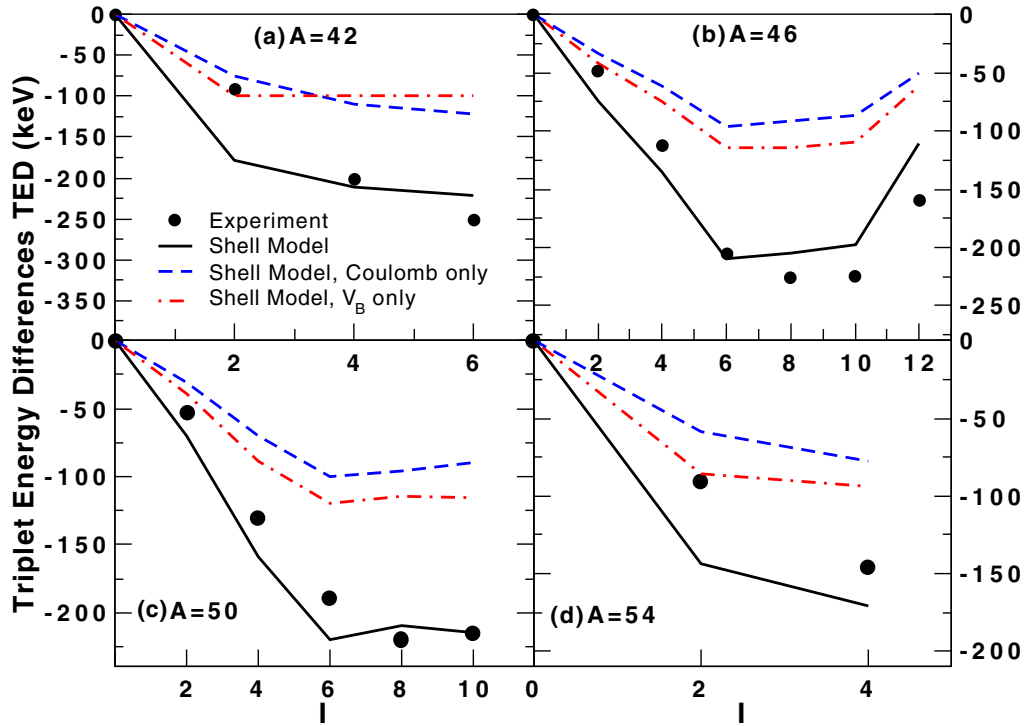 Triplet Energy Differences TED (keV)
(a)A=42
0
-50
-100
-150
-200
-250
-300
-350
2
4
6
Experiment
Shell Model
Shell Model, Coulomb only
Shell Model, V_B only
(b)A=46
0
-50
-100
-150
-200
-250
2 4 6 8 10 12
(c)A=50
0
-50
-100
-150
-200
2 4 6 8 10
I
(d)A=54
0
-50
-100
-150
-200
0 2 4
I